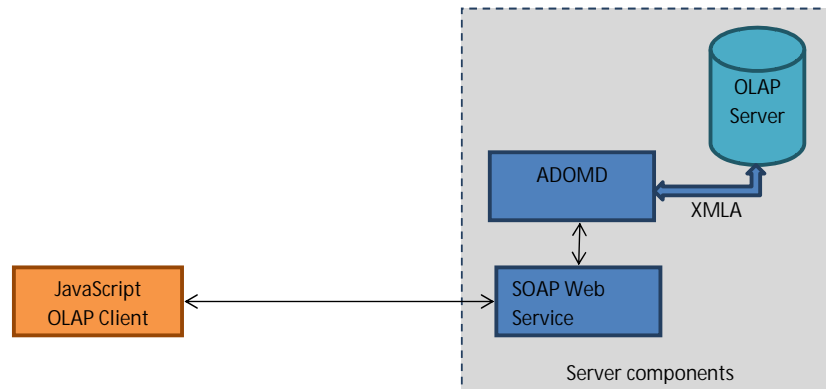 OLAP
Server
ADOMD
XMLA
JavaScript
OLAP Client
SOAP Web
Service
Server components